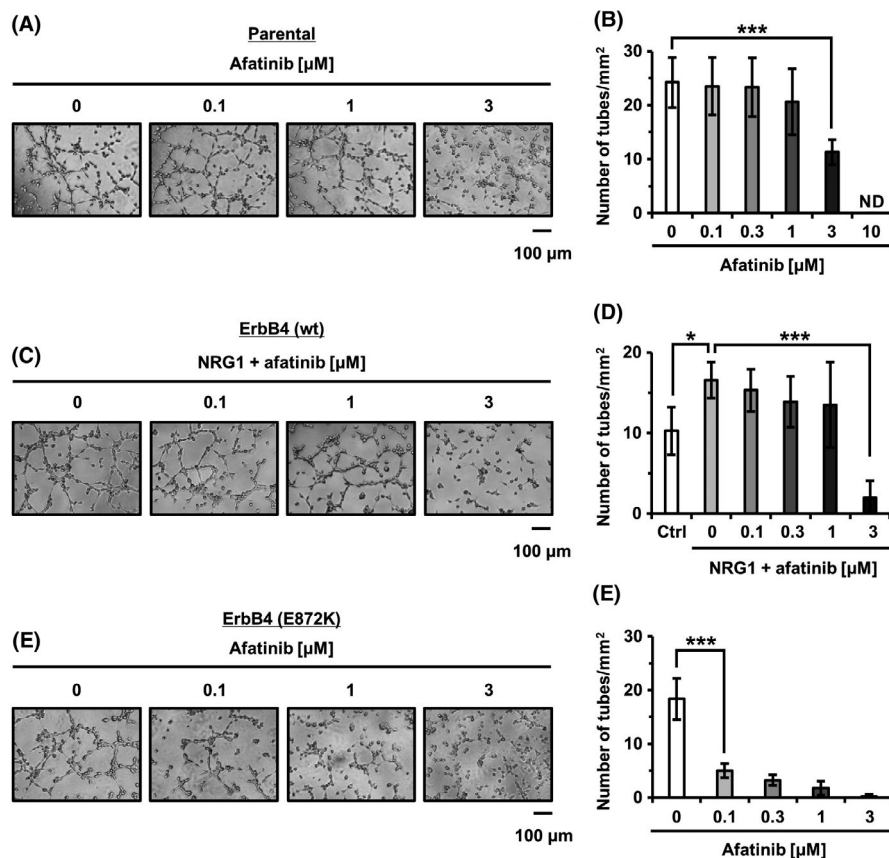 (A)
Parental
Afatinib [µM]
0 0.1 1 3
100 µm
(B)
***
Number of tubes/mm²
30
20
10
0
ND
0 0.1 0.3 1 3 10
Afatinib [µM]
(C)
ErbB4 (wt)
NRG1 + afatinib [µM]
0 0.1 1 3
100 µm
(D)
* ***
Number of tubes/mm²
20
10
0
Ctrl 0 0.1 0.3 1 3
NRG1 + afatinib [µM]
(E)
ErbB4 (E872K)
Afatinib [µM]
0 0.1 1 3
100 µm
(E)
***
Number of tubes/mm²
30
20
10
0
0 0.1 0.3 1 3
Afatinib [µM]